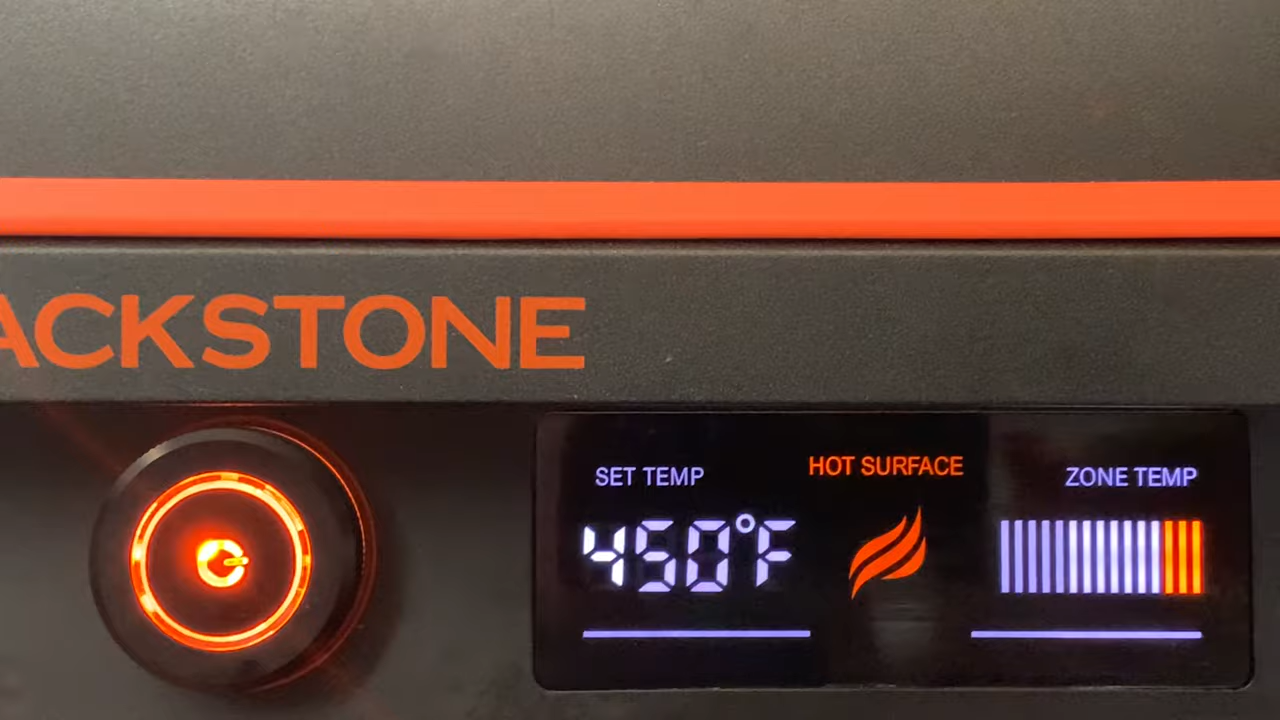 ACKSTONE
SET TEMP
HOT SURFACE
ZONE TEMP
450°F